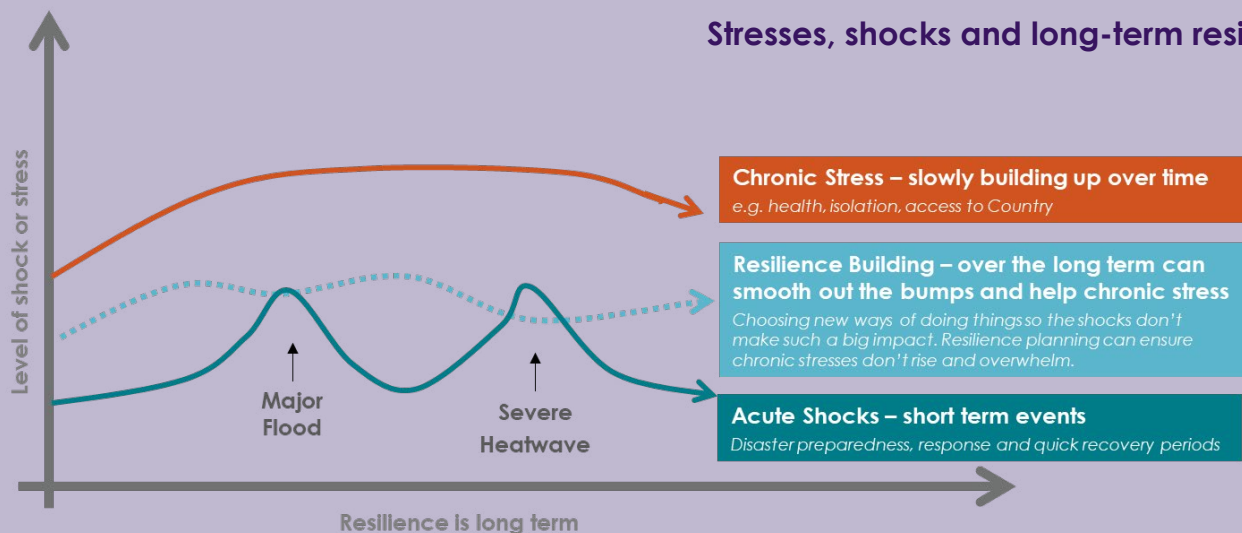 Stresses, shocks and long-term resi
Level of shock or stress
Chronic Stress – slowly building up over time
e.g. health, isolation, access to Country
Resilience Building – over the long term can
smooth out the bumps and help chronic stress
Choosing new ways of doing things so the shocks don't
make such a big impact. Resilience planning can ensure
chronic stresses don't rise and overwhelm.
Major
Flood
Severe
Heatwave
Acute Shocks – short term events
Disaster preparedness, response and quick recovery periods
Resilience is long term